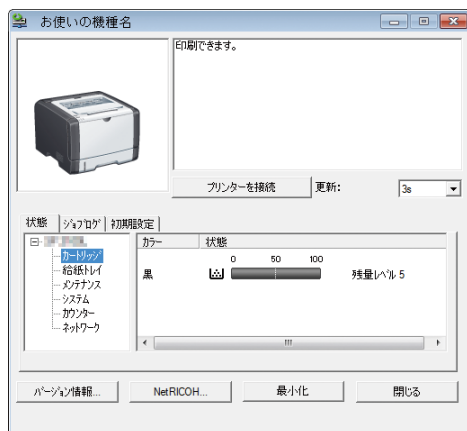 お使いの機種名
印刷できます。
プリンターを接続 更新: 3s
状態 ｼﾞｮﾌﾞﾛｸﾞ 初期設定
カラー 状態
ｶｰﾄﾘｯｼﾞ
0 50 100
給紙ﾄﾚｲ
黒 残量ﾚﾍﾞﾙ 5
ﾒﾝﾃﾅﾝｽ
ｼｽﾃﾑ
ｶｳﾝﾀｰ
ﾈｯﾄﾜｰｸ
ﾊﾞｰｼﾞｮﾝ情報... NetRICOH... 最小化 閉じる